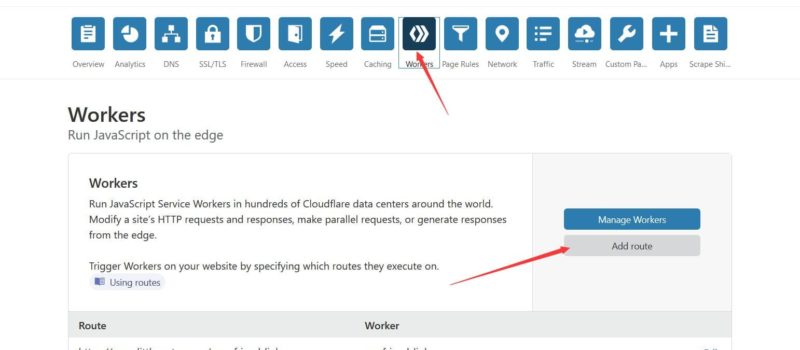 Overview Analytics DNS SSL/TLS Firewall Access Speed Caching Workers Page Rules Network Traffic Stream Custom Pa... Apps Scrape Shi...
Workers
Run JavaScript on the edge
Workers
Run JavaScript Service Workers in hundreds of Cloudflare data centers around the world.
Modify a site's HTTP requests and responses, make parallel requests, or generate responses
from the edge.
Manage Workers
Add route
Trigger Workers on your website by specifying which routes they execute on.
Using routes
Route Worker